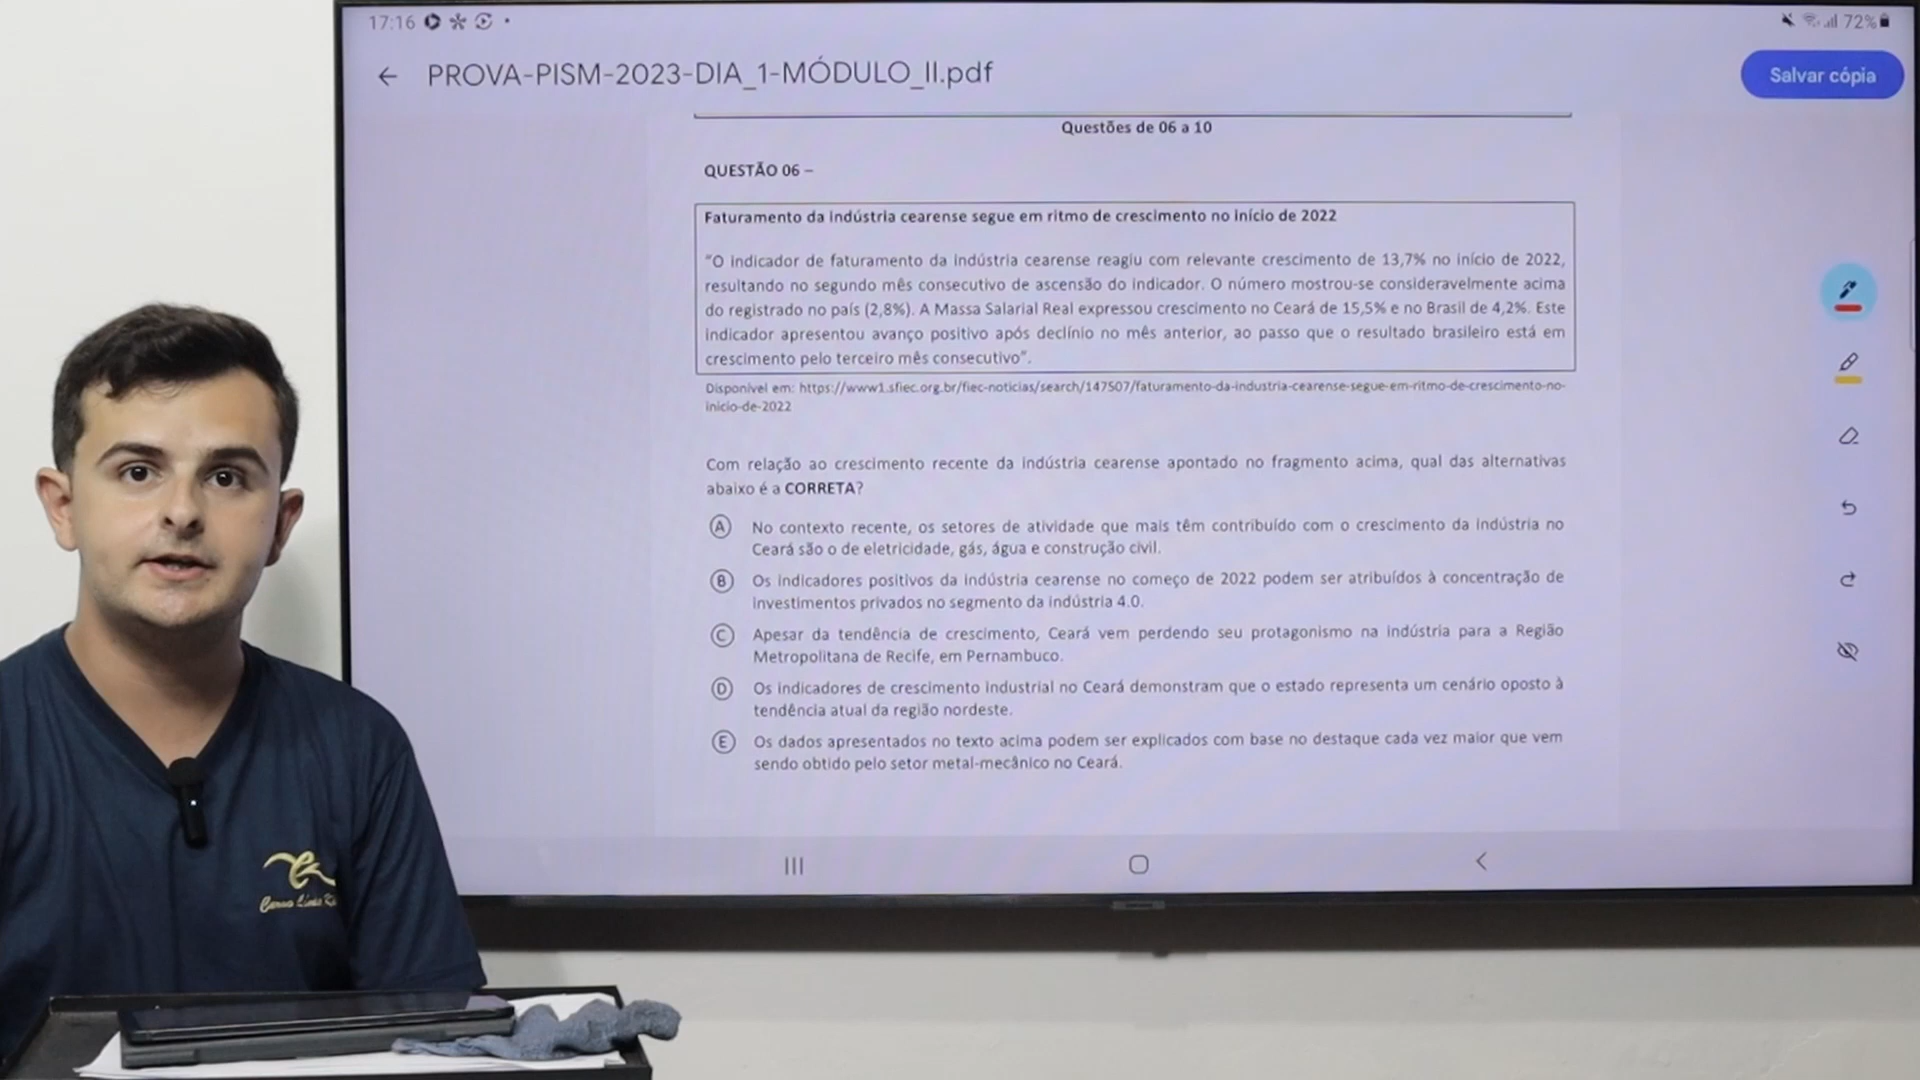 17:16
72%
PROVA-PISM-2023-DIA_1-MÓDULO_II.pdf
Salvar cópia
Questões de 06 a 10
QUESTÃO 06 –
Faturamento da indústria cearense segue em ritmo de crescimento no início de 2022
"O indicador de faturamento da indústria cearense reagiu com relevante crescimento de 13,7% no início de 2022,
resultando no segundo mês consecutivo de ascensão do indicador. O número mostrou-se consideravelmente acima
do registrado no país (2,8%). A Massa Salarial Real expressou crescimento no Ceará de 15,5% e no Brasil de 4,2%. Este
indicador apresentou avanço positivo após declínio no mês anterior, ao passo que o resultado brasileiro está em
crescimento pelo terceiro mês consecutivo".
Disponível em: https://www1.sfiec.org.br/fiec-noticias/search/147507/faturamento-da-industria-cearense-segue-em-ritmo-de-crescimento-no-
inicio-de-2022
Com relação ao crescimento recente da indústria cearense apontado no fragmento acima, qual das alternativas
abaixo é a CORRETA?
A No contexto recente, os setores de atividade que mais têm contribuído com o crescimento da indústria no
Ceará são o de eletricidade, gás, água e construção civil.
B Os indicadores positivos da indústria cearense no começo de 2022 podem ser atribuídos à concentração de
investimentos privados no segmento da indústria 4.0.
C Apesar da tendência de crescimento, Ceará vem perdendo seu protagonismo na indústria para a Região
Metropolitana de Recife, em Pernambuco.
D Os indicadores de crescimento industrial no Ceará demonstram que o estado representa um cenário oposto à
tendência atual da região nordeste.
E Os dados apresentados no texto acima podem ser explicados com base no destaque cada vez maior que vem
sendo obtido pelo setor metal-mecânico no Ceará.
Curso